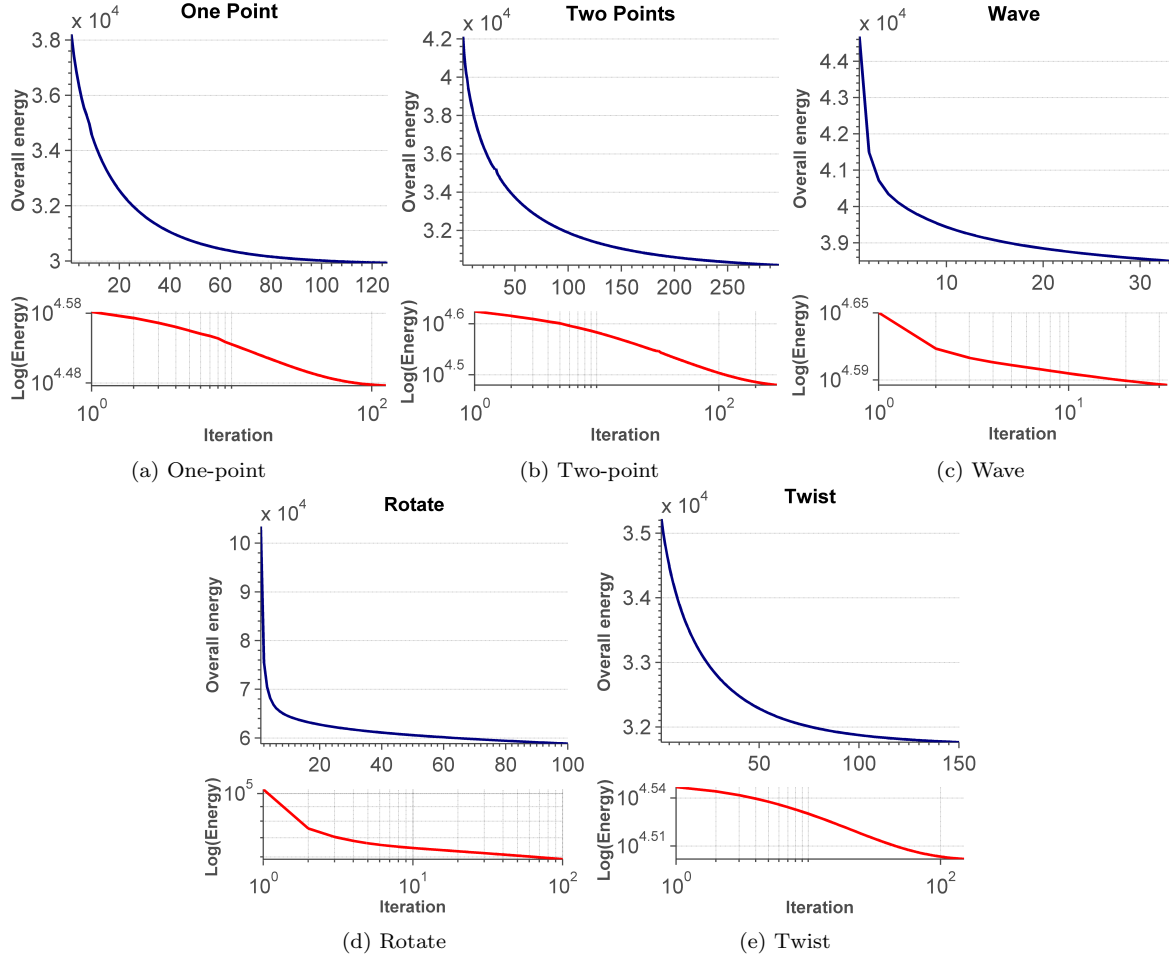 One Point
x 10^4
3.8
3.6
3.4
3.2
3
Overall energy
20 40 60 80 100 120
10^4.58
10^4.48
Log(Energy)
10^0 10^2
Iteration
(a) One-point
Two Points
x 10^4
4.2
4
3.8
3.6
3.4
3.2
Overall energy
50 100 150 200 250
10^4.6
10^4.5
Log(Energy)
10^0 10^2
Iteration
(b) Two-point
Wave
x 10^4
4.4
4.3
4.2
4.1
4
3.9
Overall energy
10 20 30
10^4.65
10^4.59
Log(Energy)
10^0 10^1
Iteration
(c) Wave
Rotate
x 10^4
10
9
8
7
6
Overall energy
20 40 60 80 100
10^5
Log(Energy)
10^0 10^1 10^2
Iteration
(d) Rotate
Twist
x 10^4
3.5
3.4
3.3
3.2
Overall energy
50 100 150
10^4.54
10^4.51
Log(Energy)
10^0 10^2
Iteration
(e) Twist